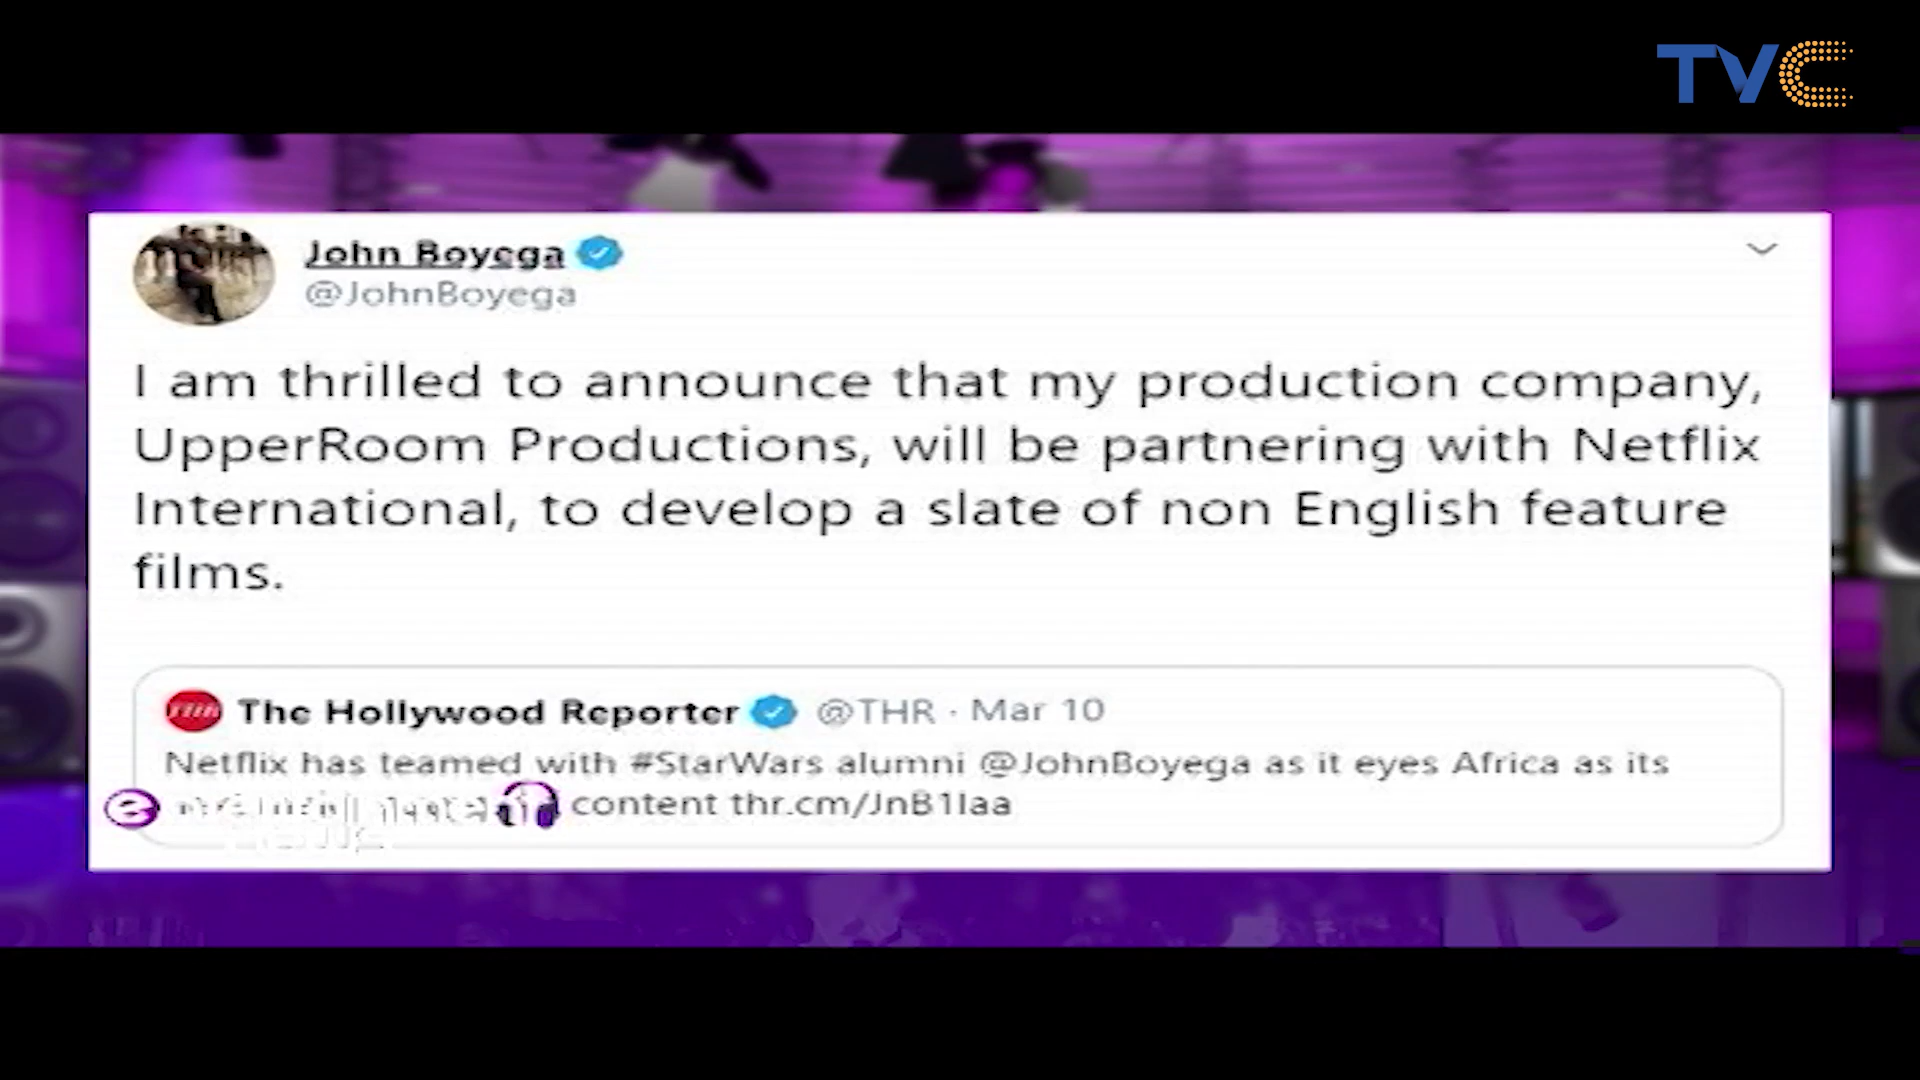 TVC
John Boyega
@JohnBoyega
I am thrilled to announce that my production company,
UpperRoom Productions, will be partnering with Netflix
International, to develop a slate of non English feature
films.
The Hollywood Reporter @THR · Mar 10
Netflix has teamed with #StarWars alumni @JohnBoyega as it eyes Africa as its
content thr.cm/JnB1Iaa